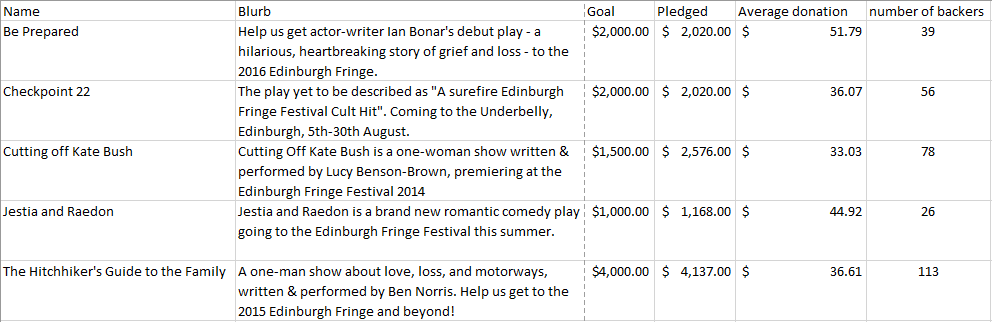 Name Blurb Goal Pledged Average donation number of backers
Be Prepared Help us get actor-writer Ian Bonar's debut play - a $2,000.00 $ 2,020.00 $ 51.79 39
hilarious, heartbreaking story of grief and loss - to the
2016 Edinburgh Fringe.
Checkpoint 22 The play yet to be described as "A surefire Edinburgh $2,000.00 $ 2,020.00 $ 36.07 56
Fringe Festival Cult Hit". Coming to the Underbelly,
Edinburgh, 5th-30th August.
Cutting off Kate Bush Cutting Off Kate Bush is a one-woman show written & $1,500.00 $ 2,576.00 $ 33.03 78
performed by Lucy Benson-Brown, premiering at the
Edinburgh Fringe Festival 2014
Jestia and Raedon Jestia and Raedon is a brand new romantic comedy play $1,000.00 $ 1,168.00 $ 44.92 26
going to the Edinburgh Fringe Festival this summer.
The Hitchhiker's Guide to the Family A one-man show about love, loss, and motorways, $4,000.00 $ 4,137.00 $ 36.61 113
written & performed by Ben Norris. Help us get to the
2015 Edinburgh Fringe and beyond!